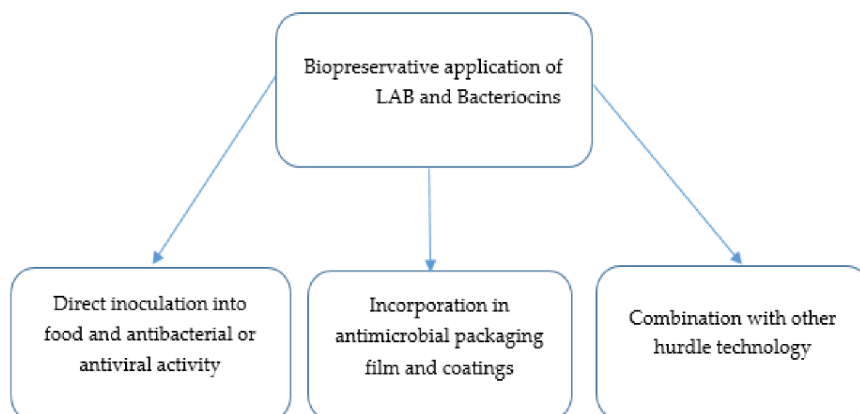 Biopreservative application of
LAB and Bacteriocins
Direct inoculation into
food and antibacterial or
antiviral activity
Incorporation in
antimicrobial packaging
film and coatings
Combination with other
hurdle technology